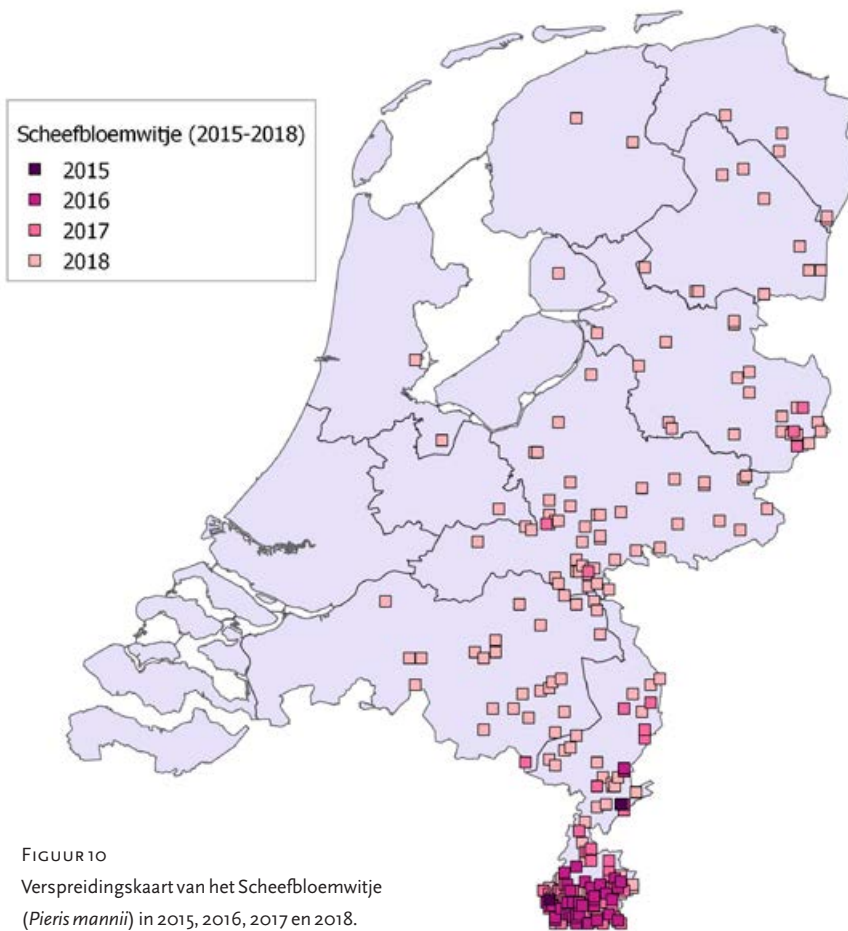 Scheefbloemwitje (2015-2018)
2015
2016
2017
2018
FIGUUR 10
Verspreidingskaart van het Scheefbloemwitje
(Pieris mannii) in 2015, 2016, 2017 en 2018.